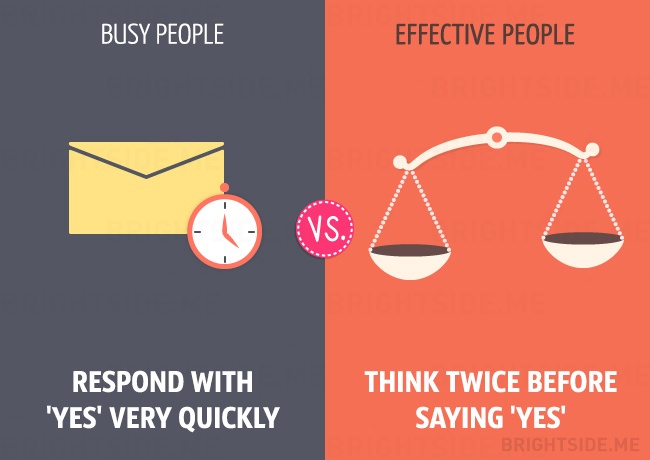 BUSY PEOPLE
EFFECTIVE PEOPLE
VS.
RESPOND WITH
'YES' VERY QUICKLY
THINK TWICE BEFORE
SAYING 'YES'
BRIGHTSIDE.ME